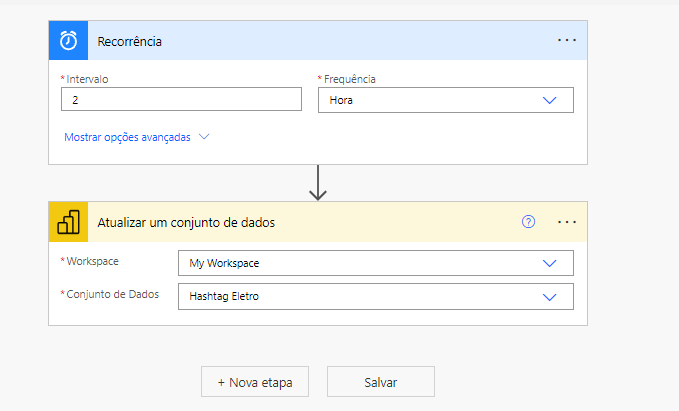 Recorrência
* Intervalo
* Frequência
2
Hora
Mostrar opções avançadas
Atualizar um conjunto de dados
* Workspace
My Workspace
* Conjunto de Dados
Hashtag Eletro
+ Nova etapa
Salvar